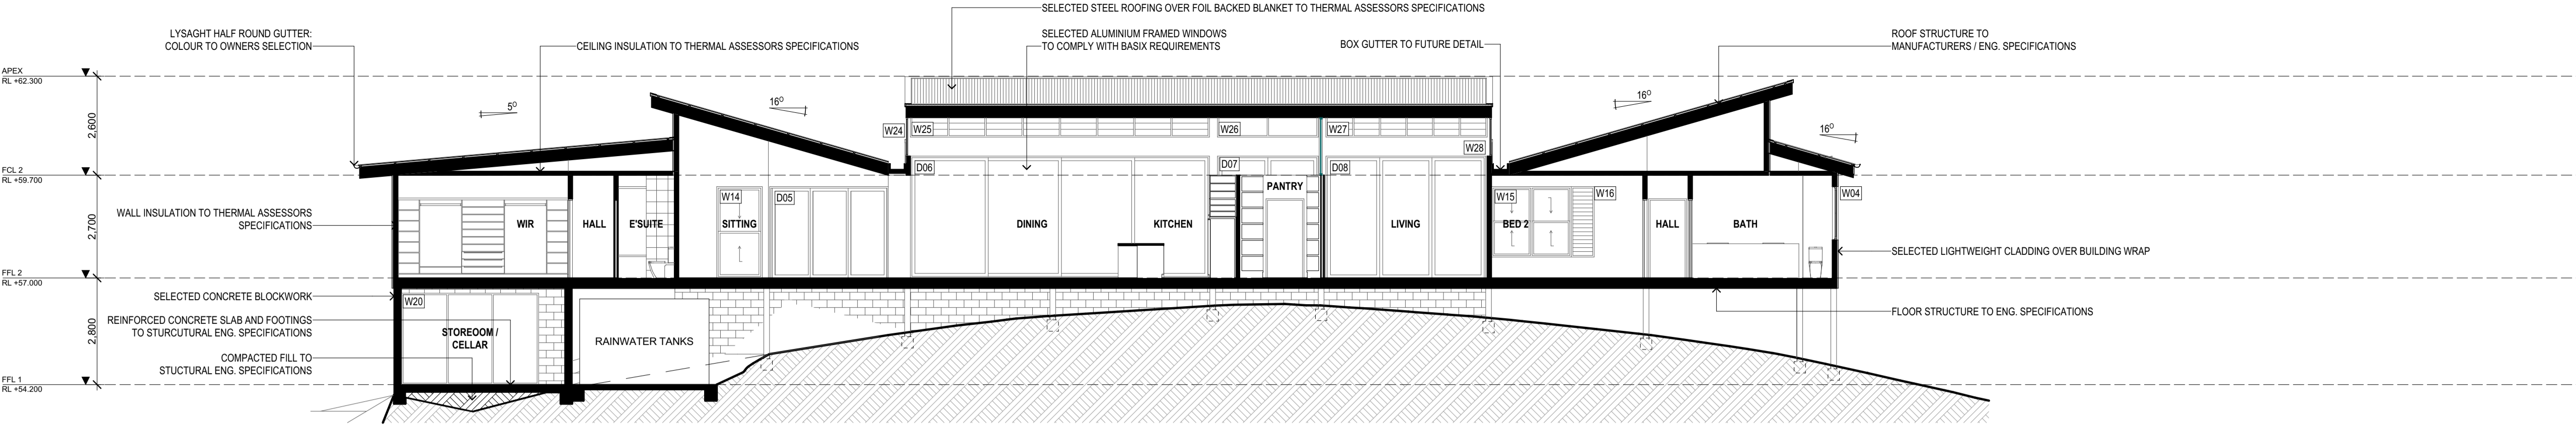 SELECTED STEEL ROOFING OVER FOIL BACKED BLANKET TO THERMAL ASSESSORS SPECIFICATIONS
LYSAGHT HALF ROUND GUTTER:
COLOUR TO OWNERS SELECTION
CEILING INSULATION TO THERMAL ASSESSORS SPECIFICATIONS
SELECTED ALUMINIUM FRAMED WINDOWS
TO COMPLY WITH BASIX REQUIREMENTS
BOX GUTTER TO FUTURE DETAIL
ROOF STRUCTURE TO
MANUFACTURERS / ENG. SPECIFICATIONS
APEX
RL +62.300
5O
16O
16O
16O
2,600
W24
W25
W26
W27
W28
FCL 2
RL +59.700
D06
D07
D08
PANTRY
W14
D05
W15
W16
W04
WALL INSULATION TO THERMAL ASSESSORS
SPECIFICATIONS
2,700
WIR
HALL
E'SUITE
SITTING
DINING
KITCHEN
LIVING
BED 2
HALL
BATH
SELECTED LIGHTWEIGHT CLADDING OVER BUILDING WRAP
FFL 2
RL +57.000
SELECTED CONCRETE BLOCKWORK
W20
REINFORCED CONCRETE SLAB AND FOOTINGS
TO STURCUTURAL ENG. SPECIFICATIONS
2,800
STOREOOM /
CELLAR
RAINWATER TANKS
FLOOR STRUCTURE TO ENG. SPECIFICATIONS
COMPACTED FILL TO
STUCTURAL ENG. SPECIFICATIONS
FFL 1
RL +54.200